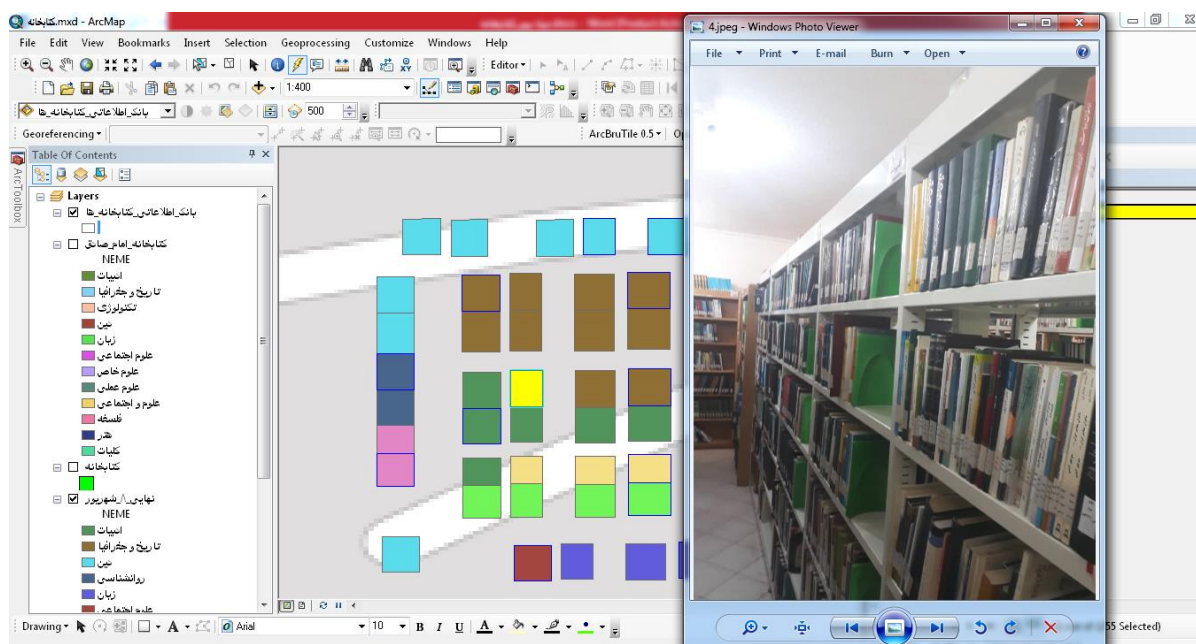 کتابخانه.mxd - ArcMap
File Edit View Bookmarks Insert Selection Geoprocessing Customize Windows Help
Editor
1:400
بانک_اطلاعاتی_کتابخانه_ها
500
Georeferencing
ArcBruTile 0.5
Table Of Contents
ArcToolbox
Layers
بانک_اطلاعاتی_کتابخانه_ها
کتابخانه_امام_صادق
NEME
ادبیات
تاریخ و جغرافیا
تکنولوژی
دین
زبان
علوم اجتماعی
علوم خاص
علوم عملی
علوم و اجتماعی
فلسفه
هنر
کلیات
کتابخانه
نهایی_۸_شهریور
NEME
ادبیات
تاریخ و جغرافیا
دین
روانشناسی
زبان
علوم اجتماعی
Drawing
Arial
10
B I U A
55 Selected)
4.jpeg - Windows Photo Viewer
File Print E-mail Burn Open